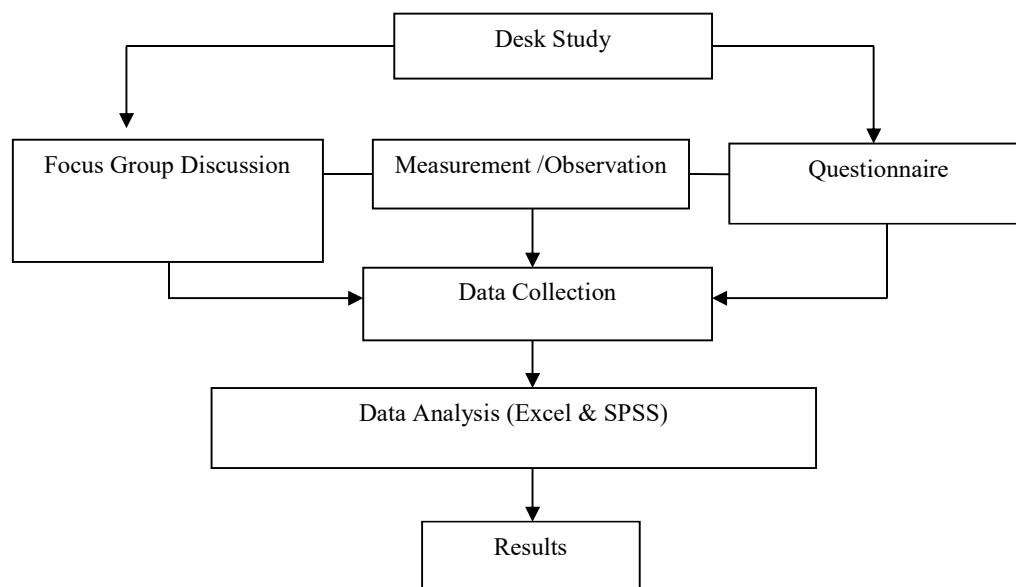 Desk Study
Focus Group Discussion
Measurement /Observation
Questionnaire
Data Collection
Data Analysis (Excel & SPSS)
Results